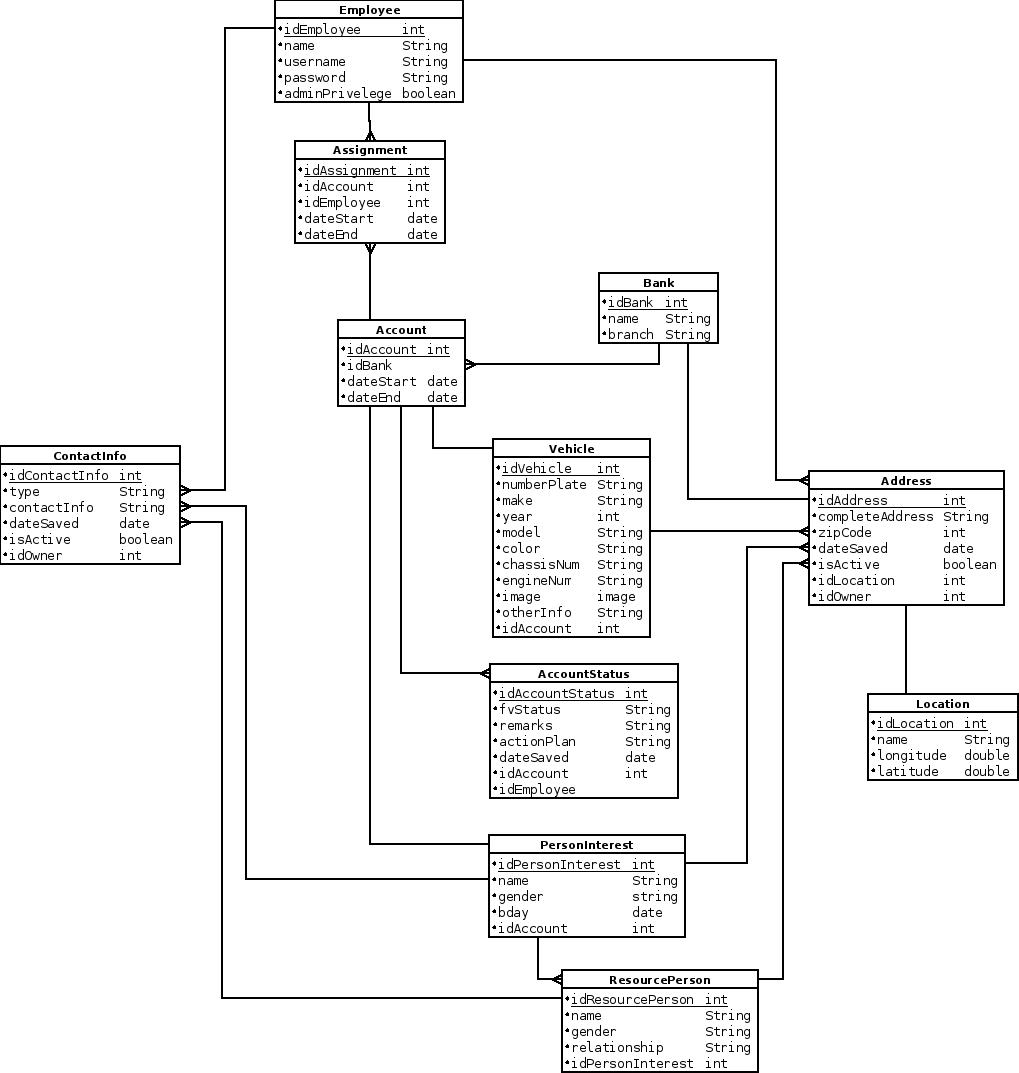 Employee
idEmployee int
name String
username String
password String
adminPrivelege boolean
Assignment
idAssignment int
idAccount int
idEmployee int
dateStart date
dateEnd date
Bank
idBank int
name String
branch String
Account
idAccount int
idBank
dateStart date
dateEnd date
ContactInfo
idContactInfo int
type String
contactInfo String
dateSaved date
isActive boolean
idOwner int
Vehicle
idVehicle int
numberPlate String
make String
year int
model String
color String
chassisNum String
engineNum String
image image
otherInfo String
idAccount int
Address
idAddress int
completeAddress String
zipCode int
dateSaved date
isActive boolean
idLocation int
idOwner int
AccountStatus
idAccountStatus int
fvStatus String
remarks String
actionPlan String
dateSaved date
idAccount int
idEmployee
Location
idLocation int
name String
longitude double
latitude double
PersonInterest
idPersonInterest int
name String
gender string
bday date
idAccount int
ResourcePerson
idResourcePerson int
name String
gender String
relationship String
idPersonInterest int